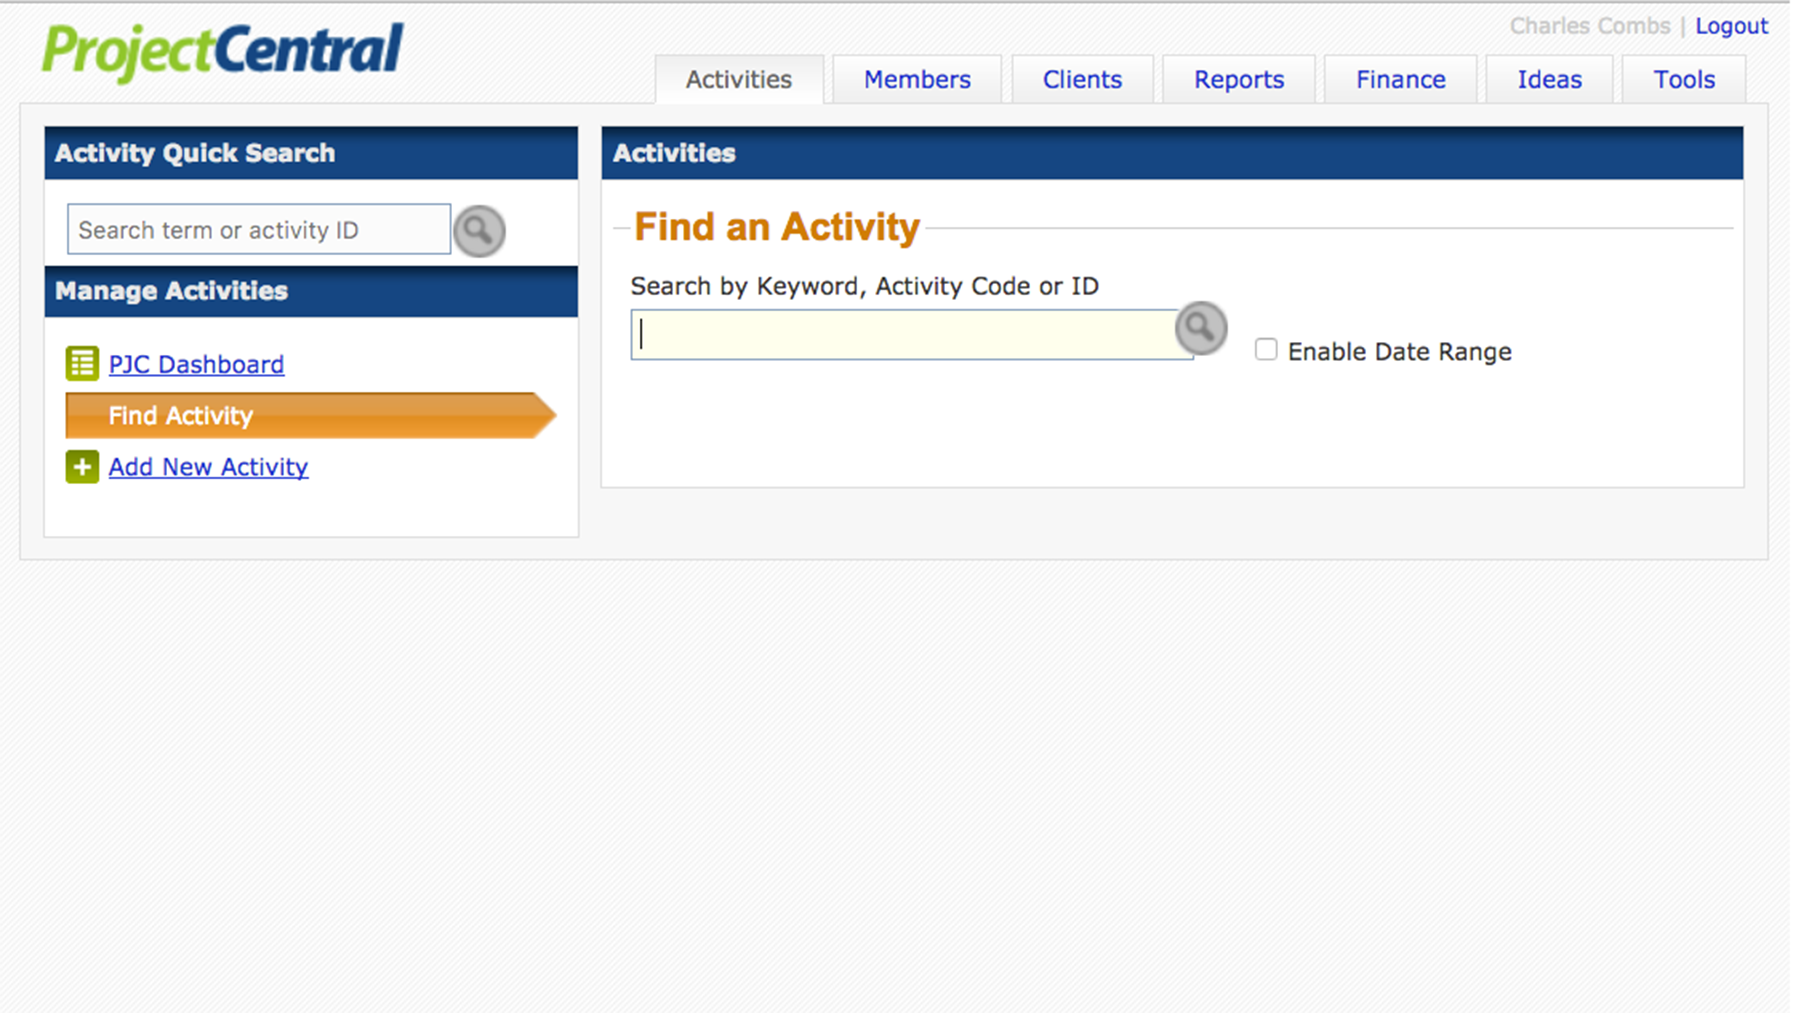 ProjectCentral
Charles Combs | Logout
Activities
Members
Clients
Reports
Finance
Ideas
Tools
Activity Quick Search
Search term or activity ID
Manage Activities
PJC Dashboard
Find Activity
Add New Activity
Activities
Find an Activity
Search by Keyword, Activity Code or ID
Enable Date Range